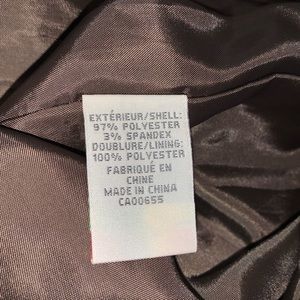 EXTÉRIEUR/SHELL:
97% POLYESTER
3% SPANDEX
DOUBLURE/LINING:
100% POLYESTER
FABRIQUÉ EN
CHINE
MADE IN CHINA
CA00655